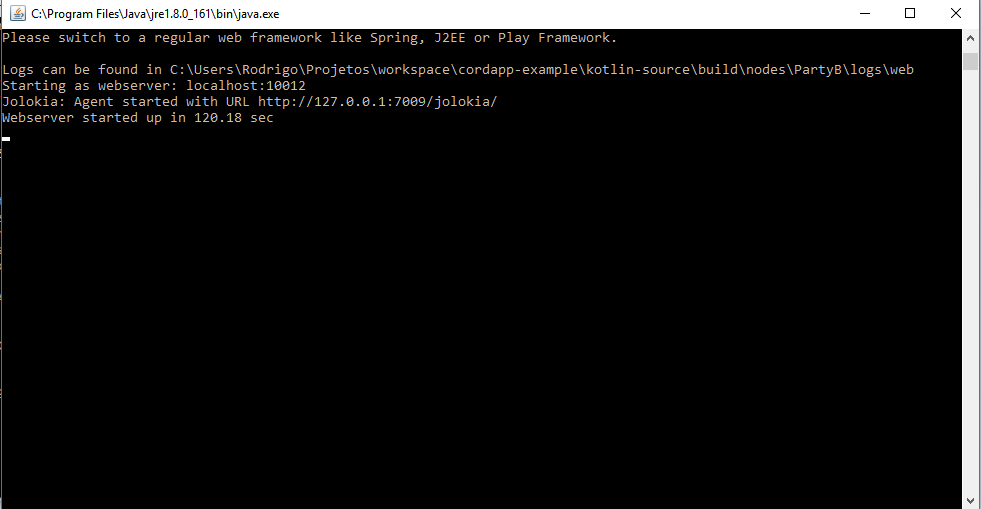 C:\Program Files\Java\jre1.8.0_161\bin\java.exe
Please switch to a regular web framework like Spring, J2EE or Play Framework.
Logs can be found in C:\Users\Rodrigo\Projetos\workspace\cordapp-example\kotlin-source\build\nodes\PartyB\logs\web
Starting as webserver: localhost:10012
Jolokia: Agent started with URL http://127.0.0.1:7009/jolokia/
Webserver started up in 120.18 sec